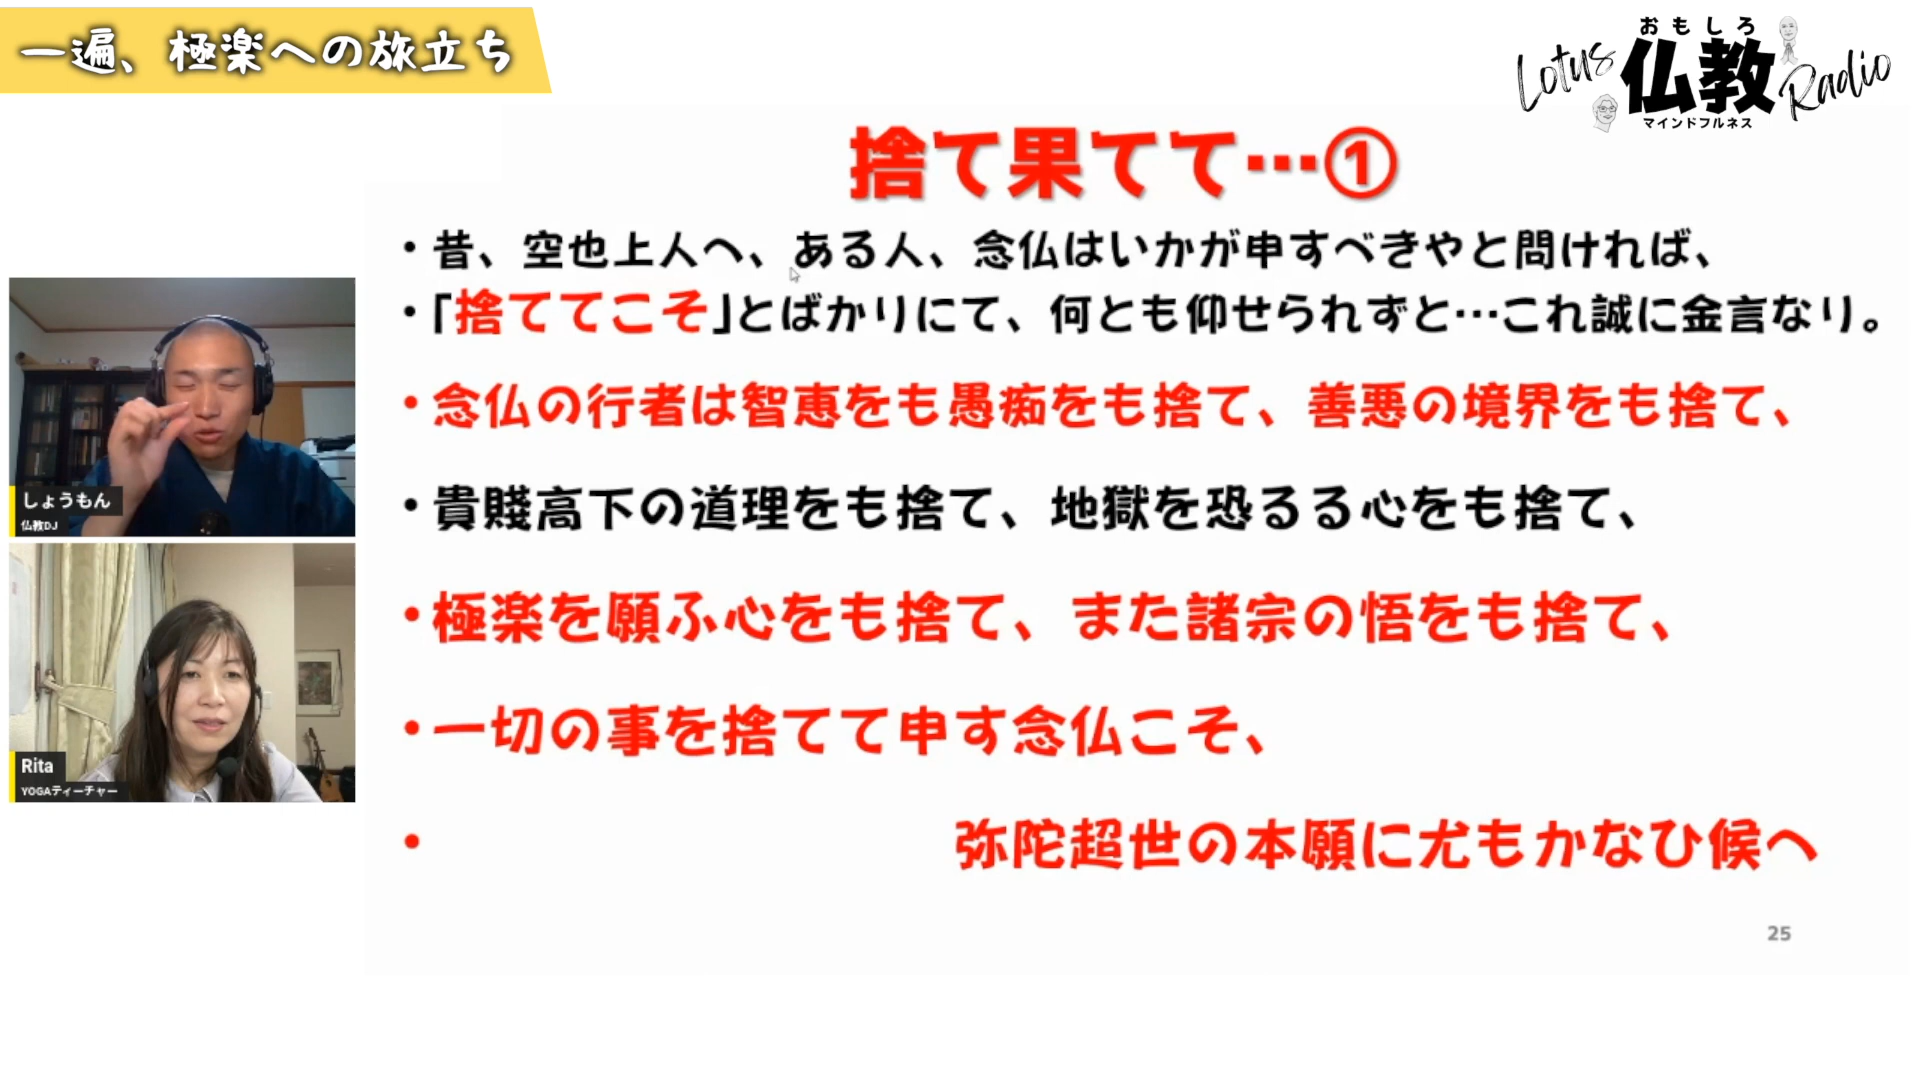 一遍、極楽への旅立ち
おもしろ
Lotus 仏教 Radio
マインドフルネス
捨て果てて…①
・昔、空也上人へ、ある人、念仏はいかが申すべきやと問ければ、
・「捨ててこそ」とばかりにて、何とも仰せられずと…これ誠に金言なり。
・念仏の行者は智恵をも愚痴をも捨て、善悪の境界をも捨て、
・貴賤高下の道理をも捨て、地獄を恐るる心をも捨て、
・極楽を願ふ心をも捨て、また諸宗の悟をも捨て、
・一切の事を捨てて申す念仏こそ、
・弥陀超世の本願に尤もかなひ候へ
25
しょうもん
仏教DJ
Rita
YOGAティーチャー